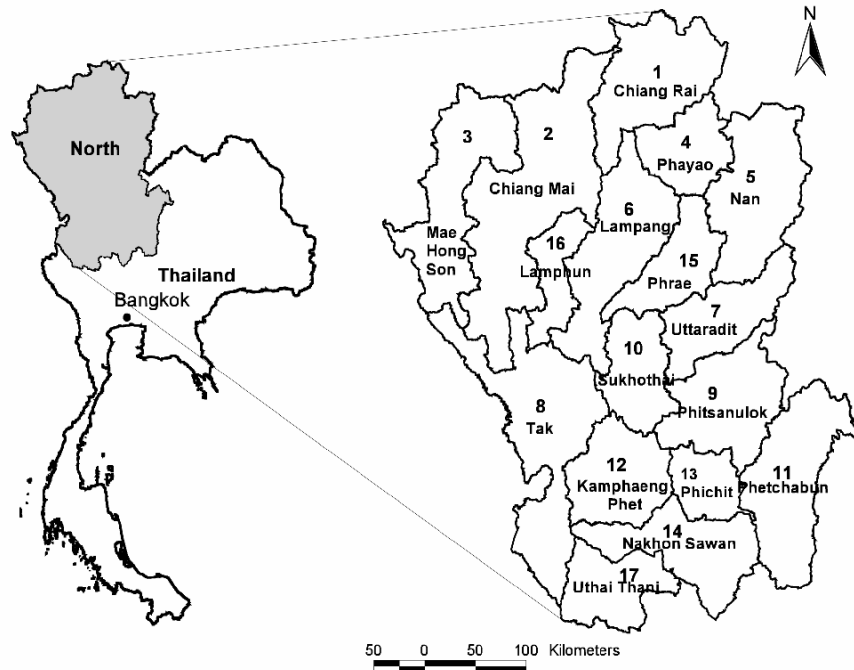 N
North
Thailand
Bangkok
1
Chiang Rai
2
Chiang Mai
3
Mae
Hong
Son
4
Phayao
5
Nan
6
Lampang
16
Lamphun
15
Phrae
7
Uttaradit
10
Sukhothai
8
Tak
9
Phitsanulok
12
Kamphaeng
Phet
13
Phichit
11
Phetchabun
14
Nakhon Sawan
17
Uthai Thani
50 0 50 100 Kilometers